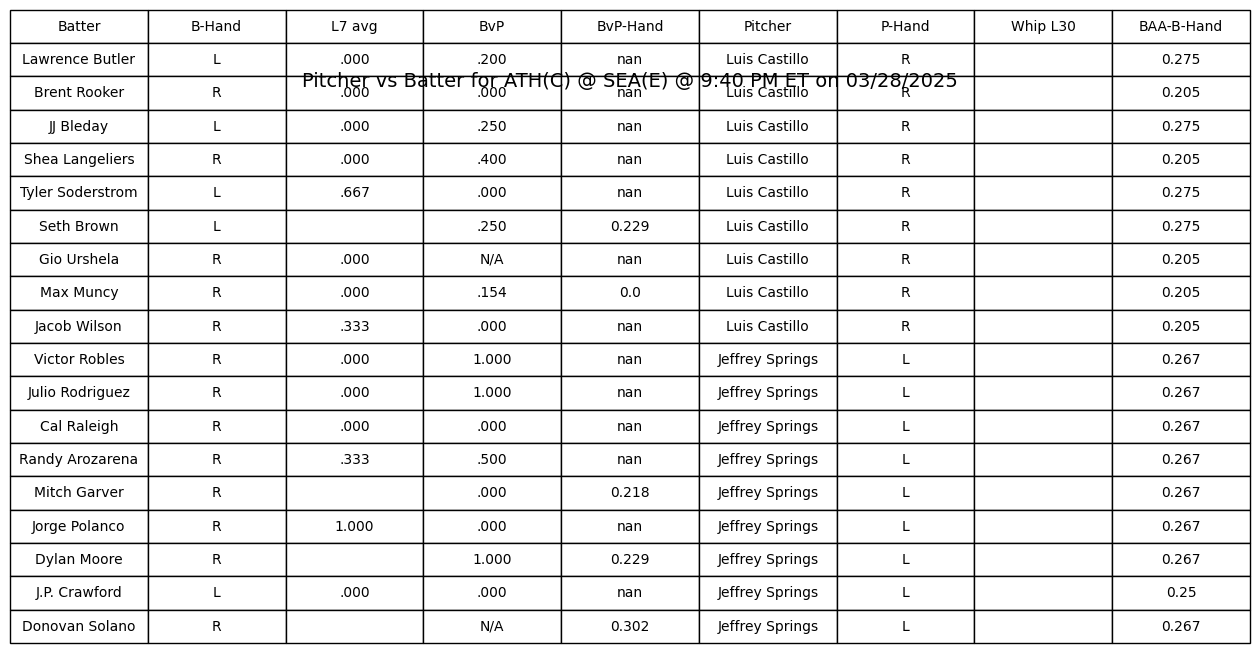 Batter B-Hand L7 avg BvP BvP-Hand Pitcher P-Hand Whip L30 BAA-B-Hand
Lawrence Butler L .000 .200 nan Luis Castillo R 0.275
Pitcher vs Batter for ATH(C) @ SEA(E) @ 9:40 PM ET on 03/28/2025
Brent Rooker R .000 .000 nan Luis Castillo R 0.205
JJ Bleday L .000 .250 nan Luis Castillo R 0.275
Shea Langeliers R .000 .400 nan Luis Castillo R 0.205
Tyler Soderstrom L .667 .000 nan Luis Castillo R 0.275
Seth Brown L .250 0.229 Luis Castillo R 0.275
Gio Urshela R .000 N/A nan Luis Castillo R 0.205
Max Muncy R .000 .154 0.0 Luis Castillo R 0.205
Jacob Wilson R .333 .000 nan Luis Castillo R 0.205
Victor Robles R .000 1.000 nan Jeffrey Springs L 0.267
Julio Rodriguez R .000 1.000 nan Jeffrey Springs L 0.267
Cal Raleigh R .000 .000 nan Jeffrey Springs L 0.267
Randy Arozarena R .333 .500 nan Jeffrey Springs L 0.267
Mitch Garver R .000 0.218 Jeffrey Springs L 0.267
Jorge Polanco R 1.000 .000 nan Jeffrey Springs L 0.267
Dylan Moore R 1.000 0.229 Jeffrey Springs L 0.267
J.P. Crawford L .000 .000 nan Jeffrey Springs L 0.25
Donovan Solano R N/A 0.302 Jeffrey Springs L 0.267